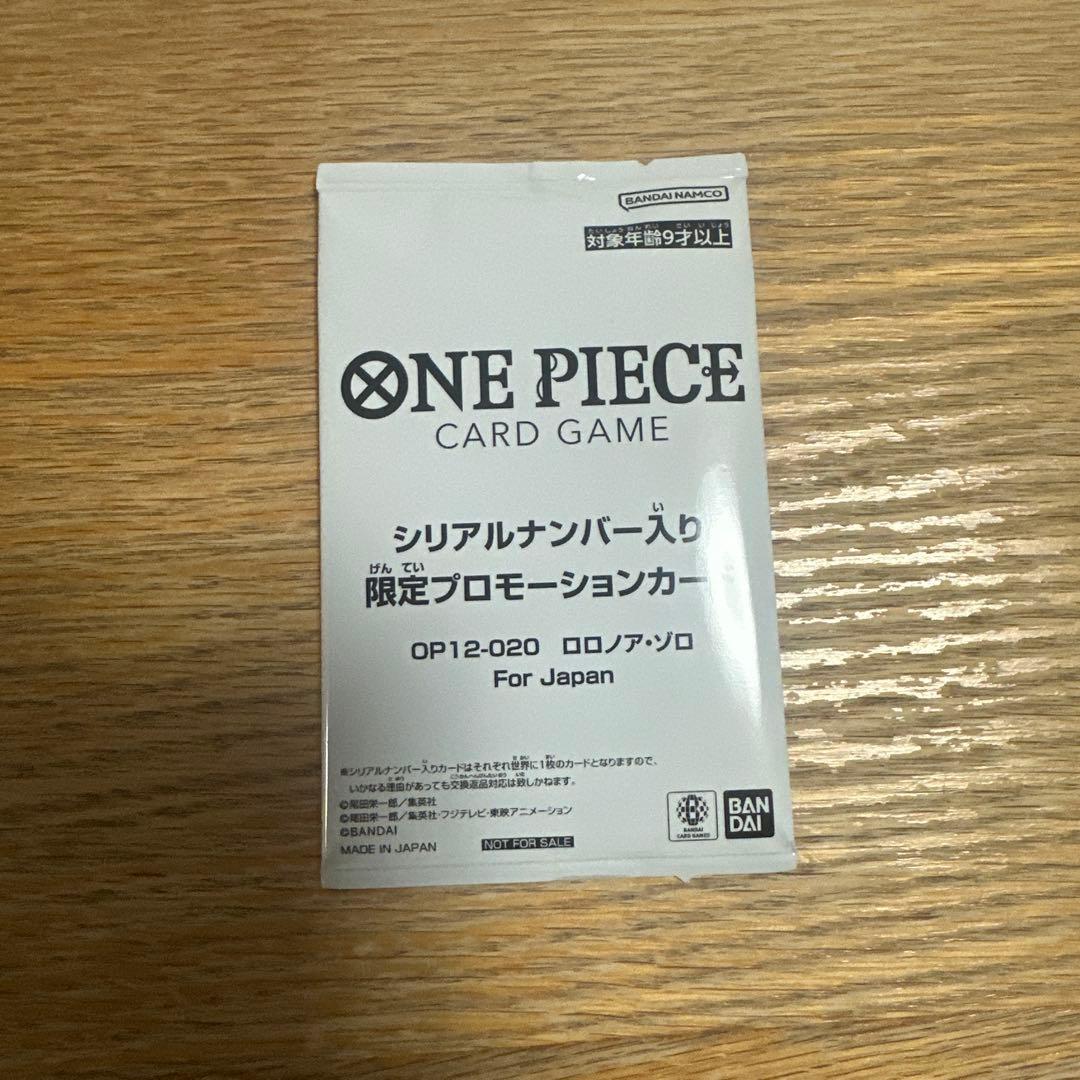 BANDAI NAMCO
対象年齢9才以上
ONE PIECE
CARD GAME
シリアルナンバー入り
限定プロモーションカー
OP12-020 ロロノア・ゾロ
For Japan
※シリアルナンバー入りカードはそれぞれ世界に1枚のカードとなりますので、
いかなる理由があっても交換返品対応は致しかねます。
©尾田栄一郎／集英社
©尾田栄一郎／集英社・フジテレビ・東映アニメーション
©BANDAI
MADE IN JAPAN
NOT FOR SALE
BANDAI
CARD GAMES
BAN
DAI